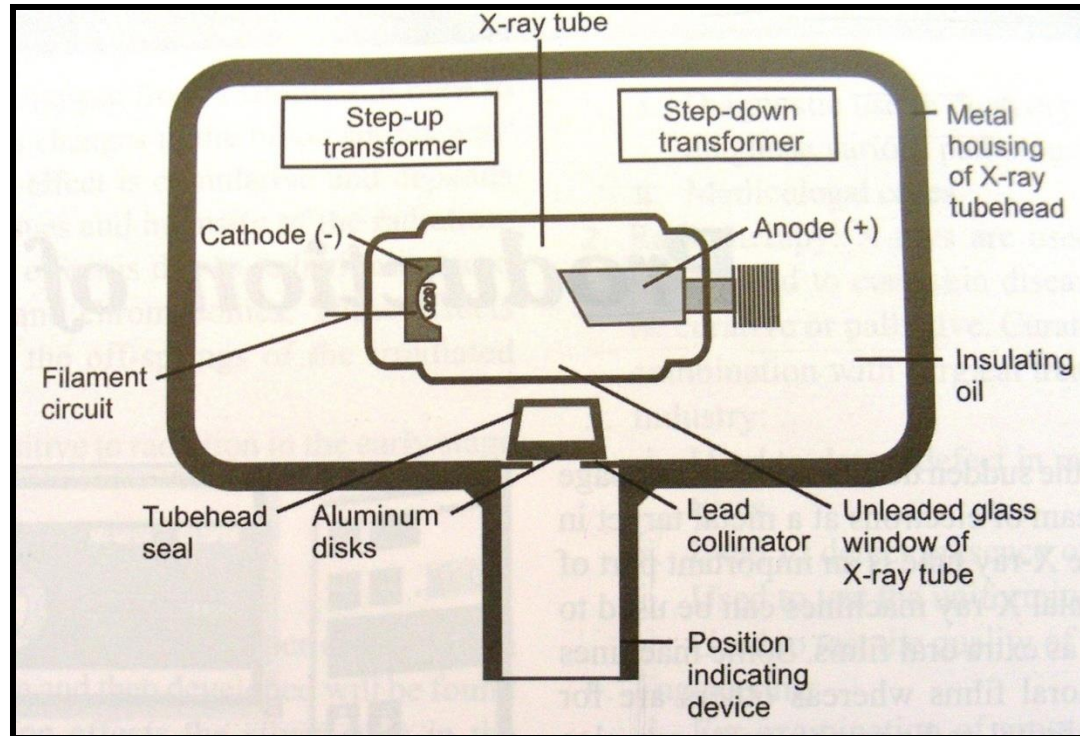 X-ray tube
Step-up
transformer
Step-down
transformer
Metal
housing
of X-ray
tubehead
Cathode (-)
Anode (+)
Filament
circuit
Insulating
oil
Tubehead
seal
Aluminum
disks
Lead
collimator
Unleaded glass
window of
X-ray tube
Position
indicating
device